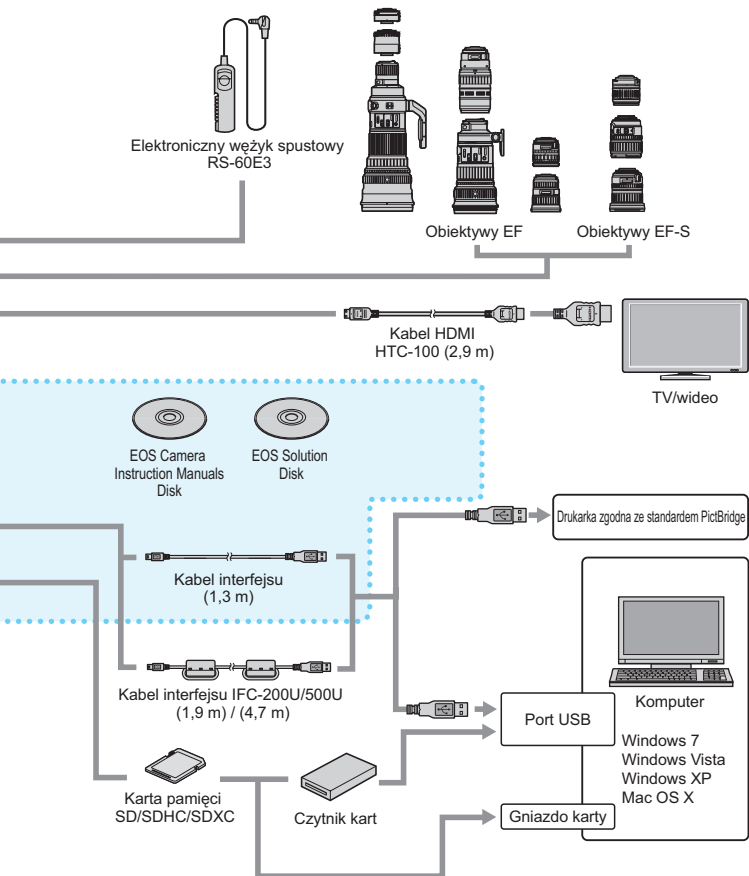 Elektroniczny wężyk spustowy
RS-60E3
Obiektywy EF
Obiektywy EF-S
Kabel HDMI
HTC-100 (2,9 m)
TV/wideo
EOS Camera
Instruction Manuals
Disk
EOS Solution
Disk
Drukarka zgodna ze standardem PictBridge
Kabel interfejsu
(1,3 m)
Kabel interfejsu IFC-200U/500U
(1,9 m) / (4,7 m)
Port USB
Komputer
Windows 7
Windows Vista
Windows XP
Mac OS X
Karta pamięci
SD/SDHC/SDXC
Czytnik kart
Gniazdo karty